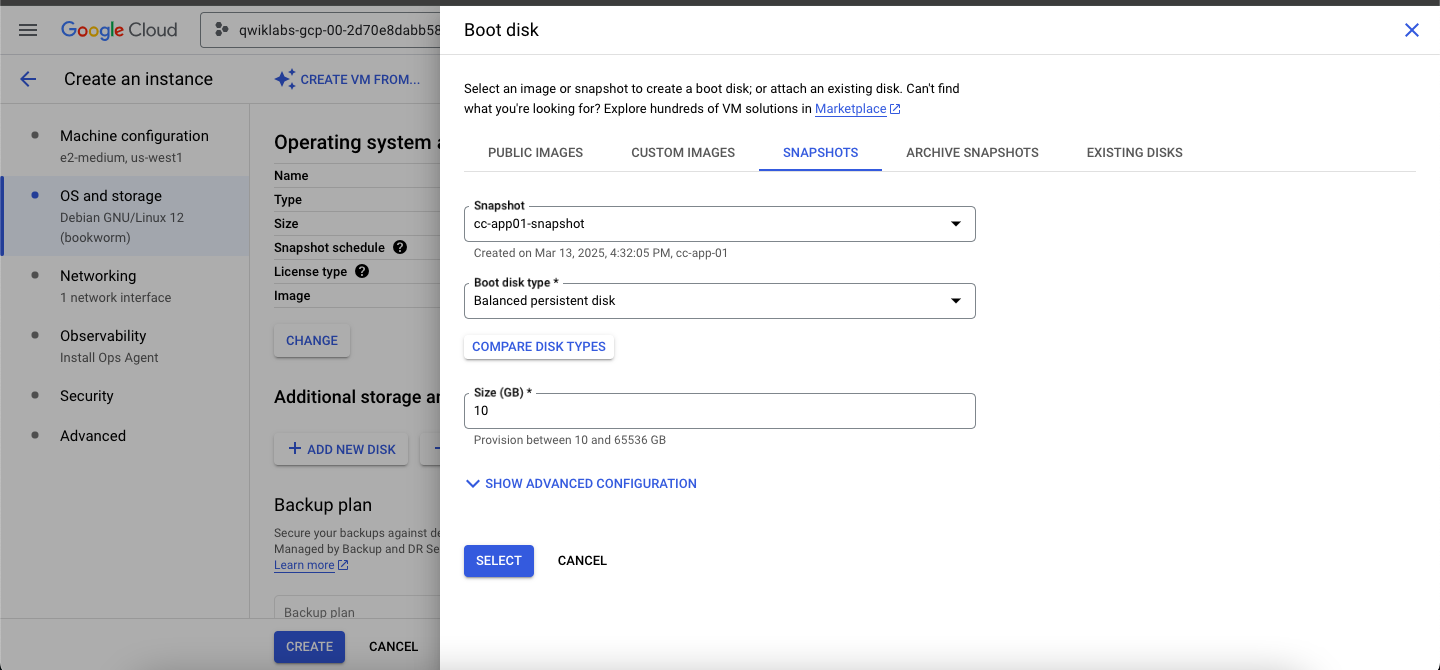 Google Cloud
qwiklabs-gcp-00-2d70e8dabb58
Create an instance
CREATE VM FROM...
Machine configuration
e2-medium, us-west1
OS and storage
Debian GNU/Linux 12
(bookworm)
Networking
1 network interface
Observability
Install Ops Agent
Security
Advanced
Operating system a
Name
Type
Size
Snapshot schedule
License type
Image
CHANGE
Additional storage an
ADD NEW DISK
Backup plan
Secure your backups against de
Managed by Backup and DR Se
Learn more
Backup plan
CREATE CANCEL
Boot disk
Select an image or snapshot to create a boot disk; or attach an existing disk. Can't find
what you're looking for? Explore hundreds of VM solutions in Marketplace
PUBLIC IMAGES CUSTOM IMAGES SNAPSHOTS ARCHIVE SNAPSHOTS EXISTING DISKS
Snapshot
cc-app01-snapshot
Created on Mar 13, 2025, 4:32:05 PM, cc-app-01
Boot disk type *
Balanced persistent disk
COMPARE DISK TYPES
Size (GB) *
10
Provision between 10 and 65536 GB
SHOW ADVANCED CONFIGURATION
SELECT CANCEL